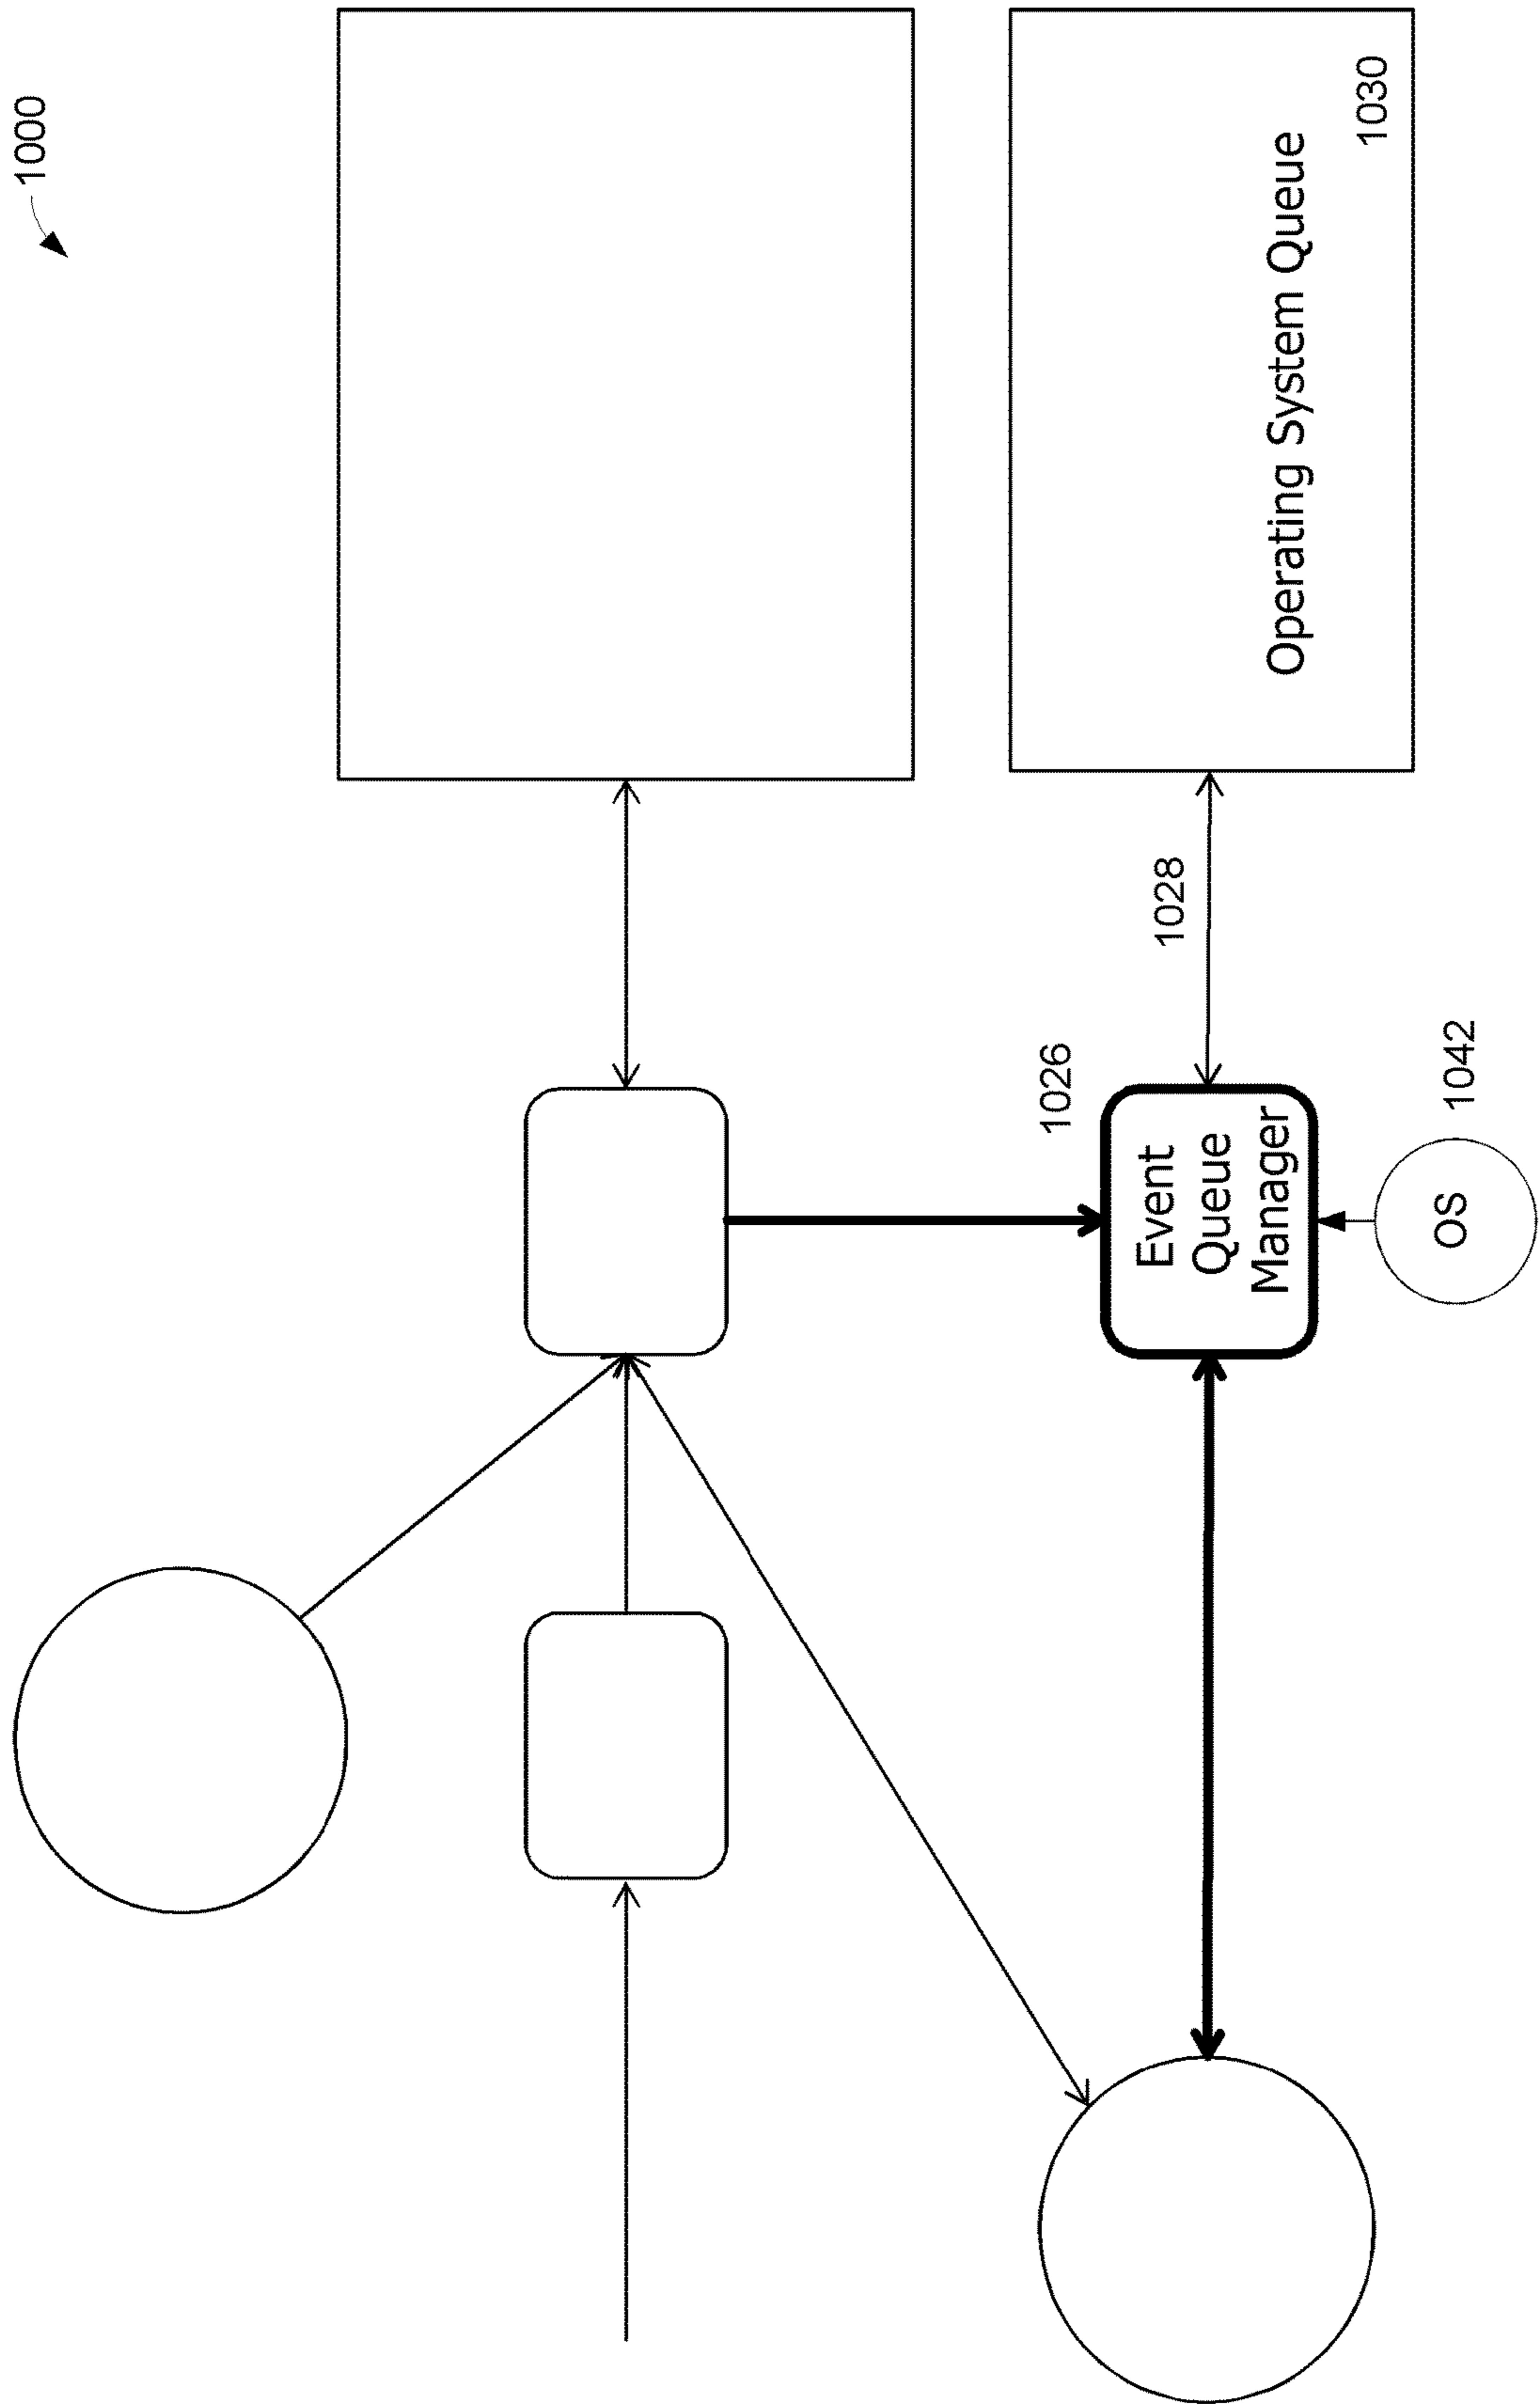 1000
Operating System Queue
1030
1028
1026
Event
Queue
Manager
OS
1042